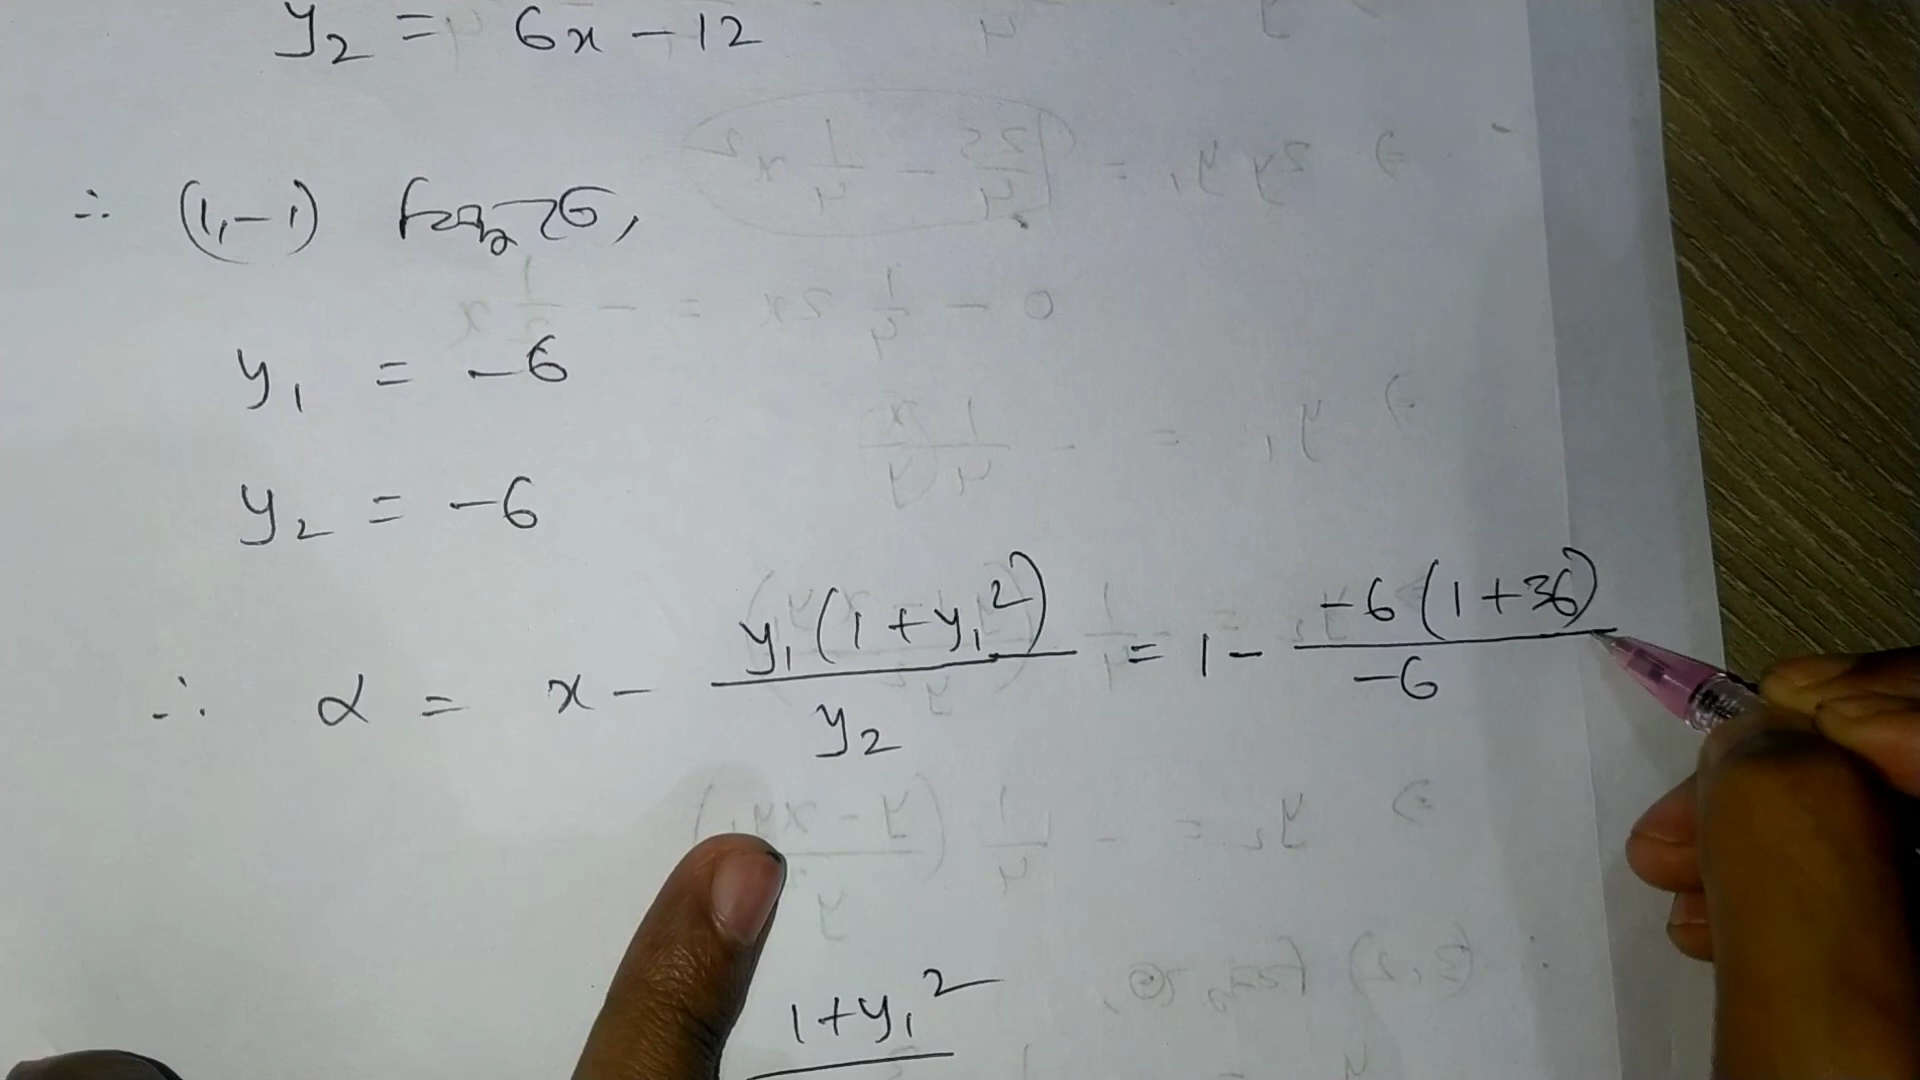 y₂ = 6x - 12
∴ (1, -1) বিন্দুতে,
y₁ = -6
y₂ = -6
∴ α = x - y₁(1 + y₁²) / y₂ = 1 - -6(1+36) / -6
1 + y₁²